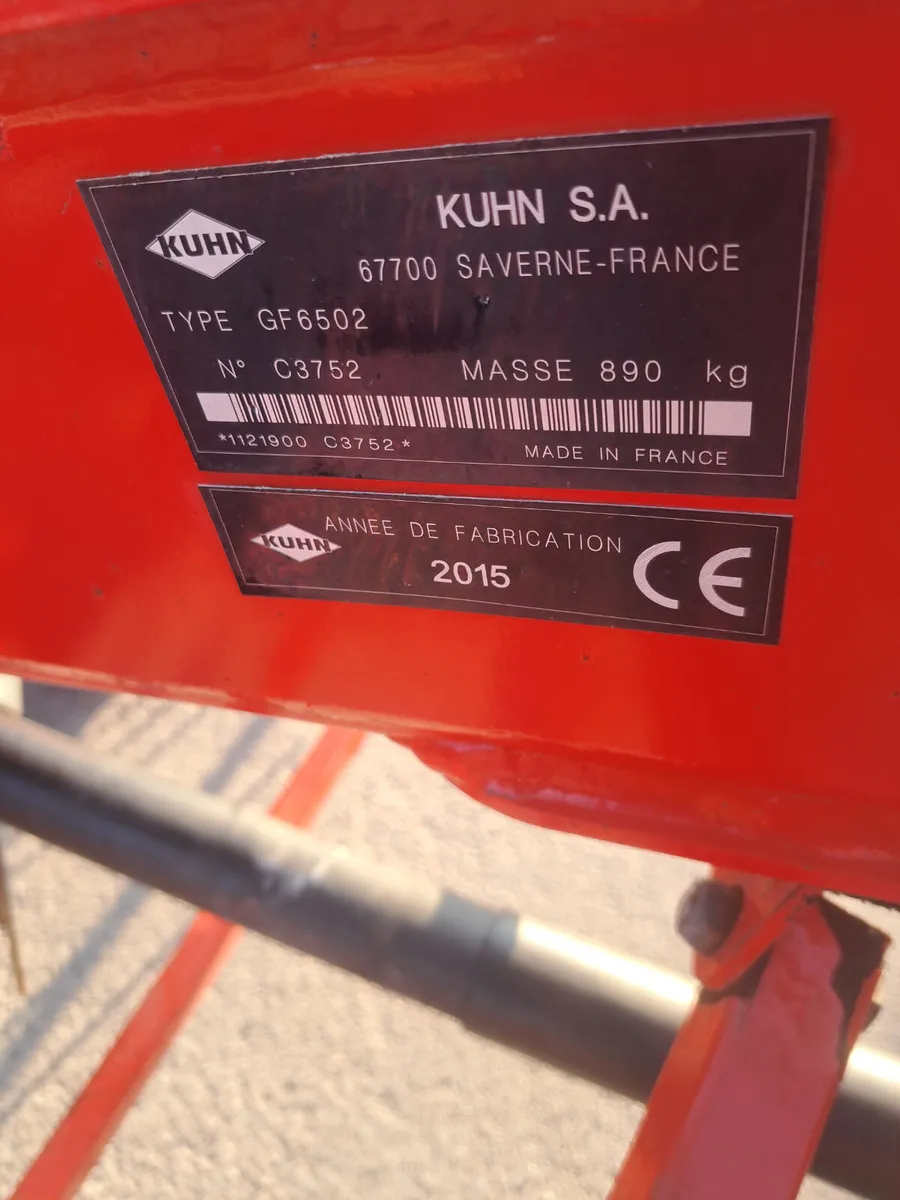 KUHN
KUHN S.A.
67700 SAVERNE-FRANCE
TYPE GF6502
N° C3752 MASSE 890 kg
*1121900 C3752*
MADE IN FRANCE
KUHN
ANNEE DE FABRICATION
2015
CE